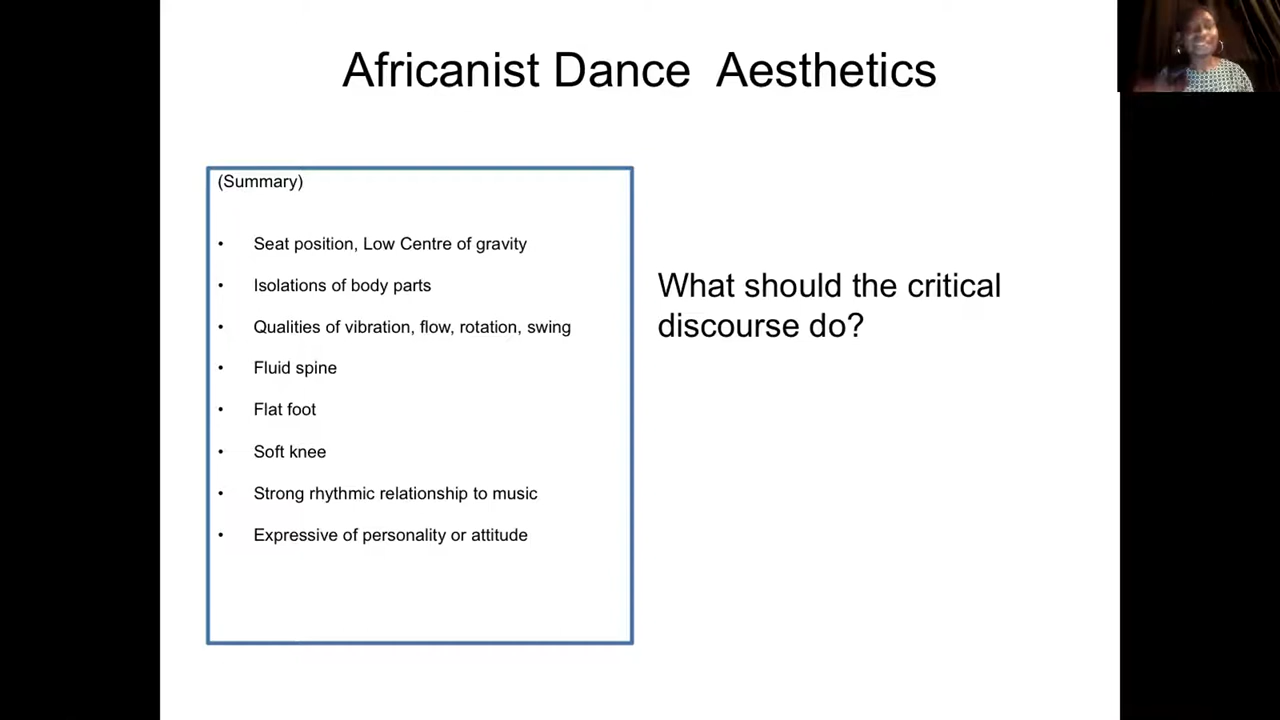 Africanist Dance  Aesthetics
(Summary)
• Seat position, Low Centre of gravity
• Isolations of body parts
• Qualities of vibration, flow, rotation, swing
• Fluid spine
• Flat foot
• Soft knee
• Strong rhythmic relationship to music
• Expressive of personality or attitude
What should the critical
discourse do?